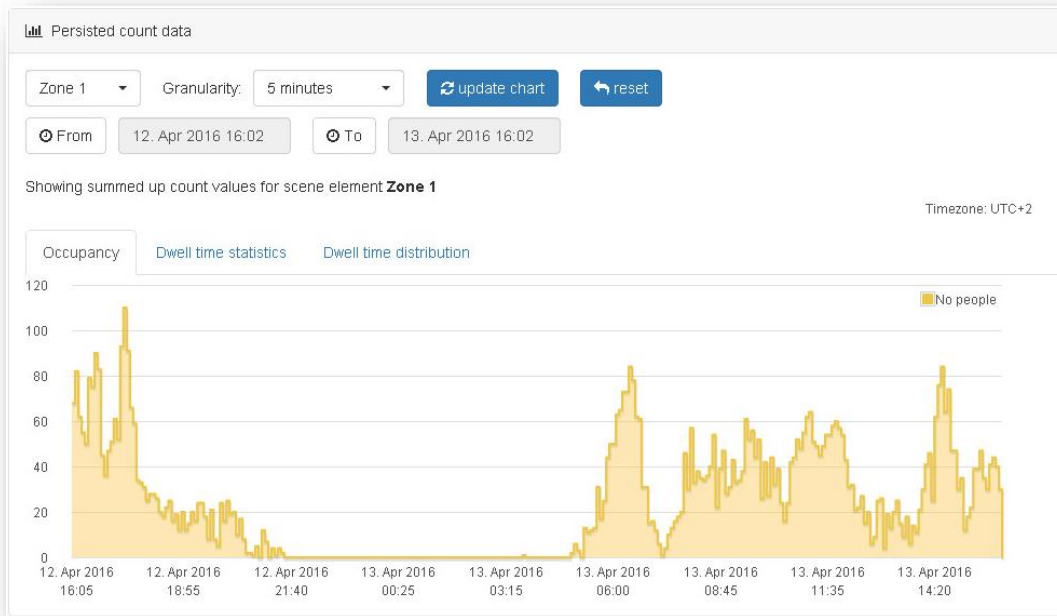 Persisted count data
Zone 1 Granularity: 5 minutes update chart reset
From 12. Apr 2016 16:02 To 13. Apr 2016 16:02
Showing summed up count values for scene element Zone 1
Timezone: UTC+2
Occupancy Dwell time statistics Dwell time distribution
120
No people
100
80
60
40
20
0
12. Apr 2016 12. Apr 2016 12. Apr 2016 13. Apr 2016 13. Apr 2016 13. Apr 2016 13. Apr 2016 13. Apr 2016 13. Apr 2016
16:05 18:55 21:40 00:25 03:15 06:00 08:45 11:35 14:20